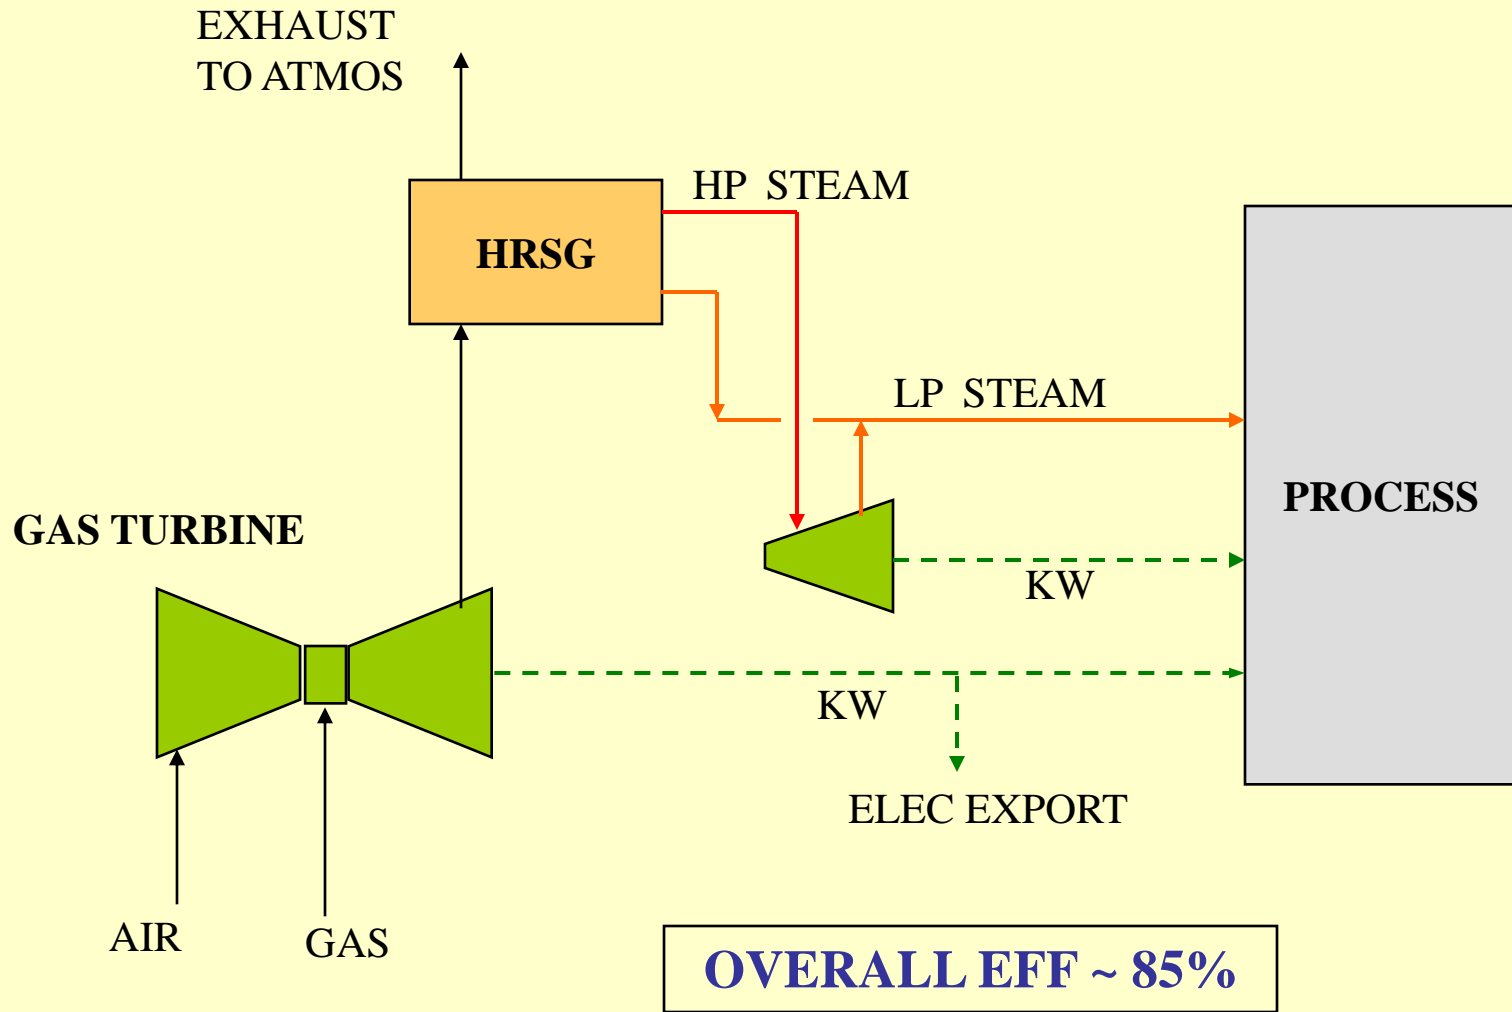 EXHAUST
TO ATMOS
HP STEAM
HRSG
LP STEAM
PROCESS
GAS TURBINE
KW
KW
ELEC EXPORT
AIR
GAS
OVERALL EFF ~ 85%